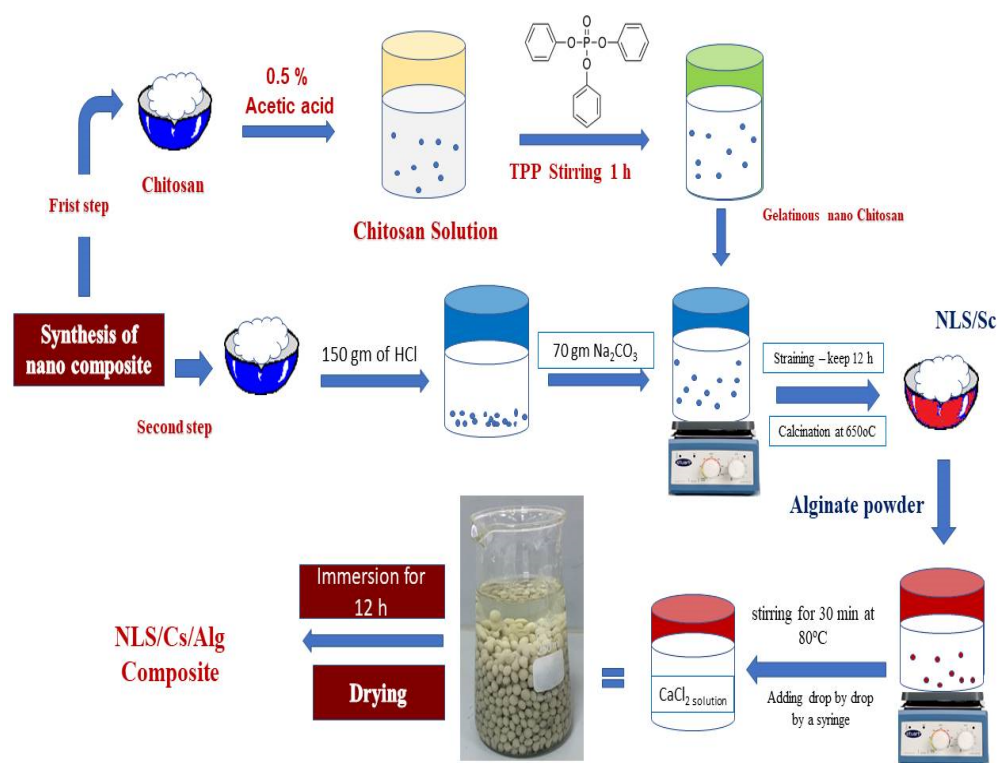 0.5 %
Acetic acid
O
O–P–O
O
Chitosan
TPP Stirring 1 h
Frist step
Chitosan Solution
Gelatinous nano Chitosan
Synthesis of
nano composite
150 gm of HCl
70 gm Na₂CO₃
Straining – keep 12 h
NLS/Sc
Second step
Calcination at 650oC
stuart
Alginate powder
Immersion for
12 h
stirring for 30 min at
80ºC
NLS/Cs/Alg
Composite
Drying
CaCl₂ solution
Adding drop by drop
by a syringe
stuart